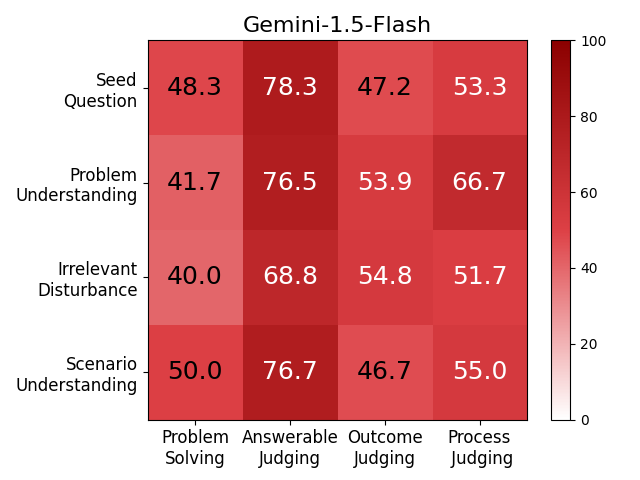 Gemini-1.5-Flash
Seed
Question
48.3 78.3 47.2 53.3
Problem
Understanding
41.7 76.5 53.9 66.7
Irrelevant
Disturbance
40.0 68.8 54.8 51.7
Scenario
Understanding
50.0 76.7 46.7 55.0
Problem
Solving
Answerable
Judging
Outcome
Judging
Process
Judging
100
80
60
40
20
0